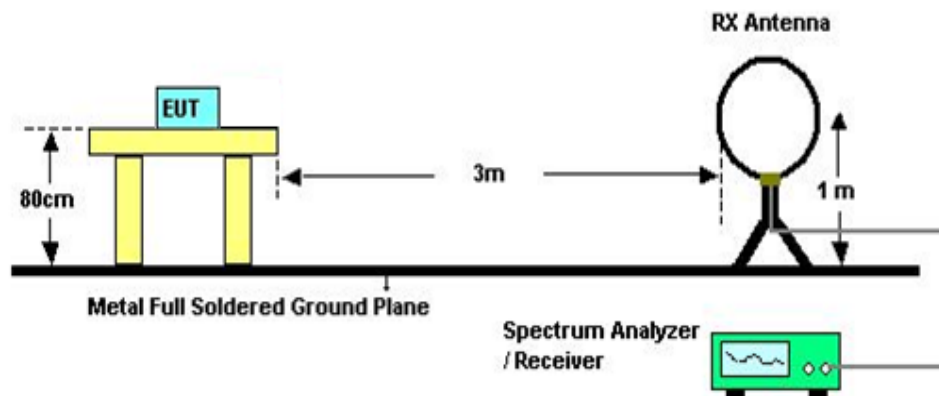 RX Antenna
EUT
80cm
3m
1 m
Metal Full Soldered Ground Plane
Spectrum Analyzer
/ Receiver